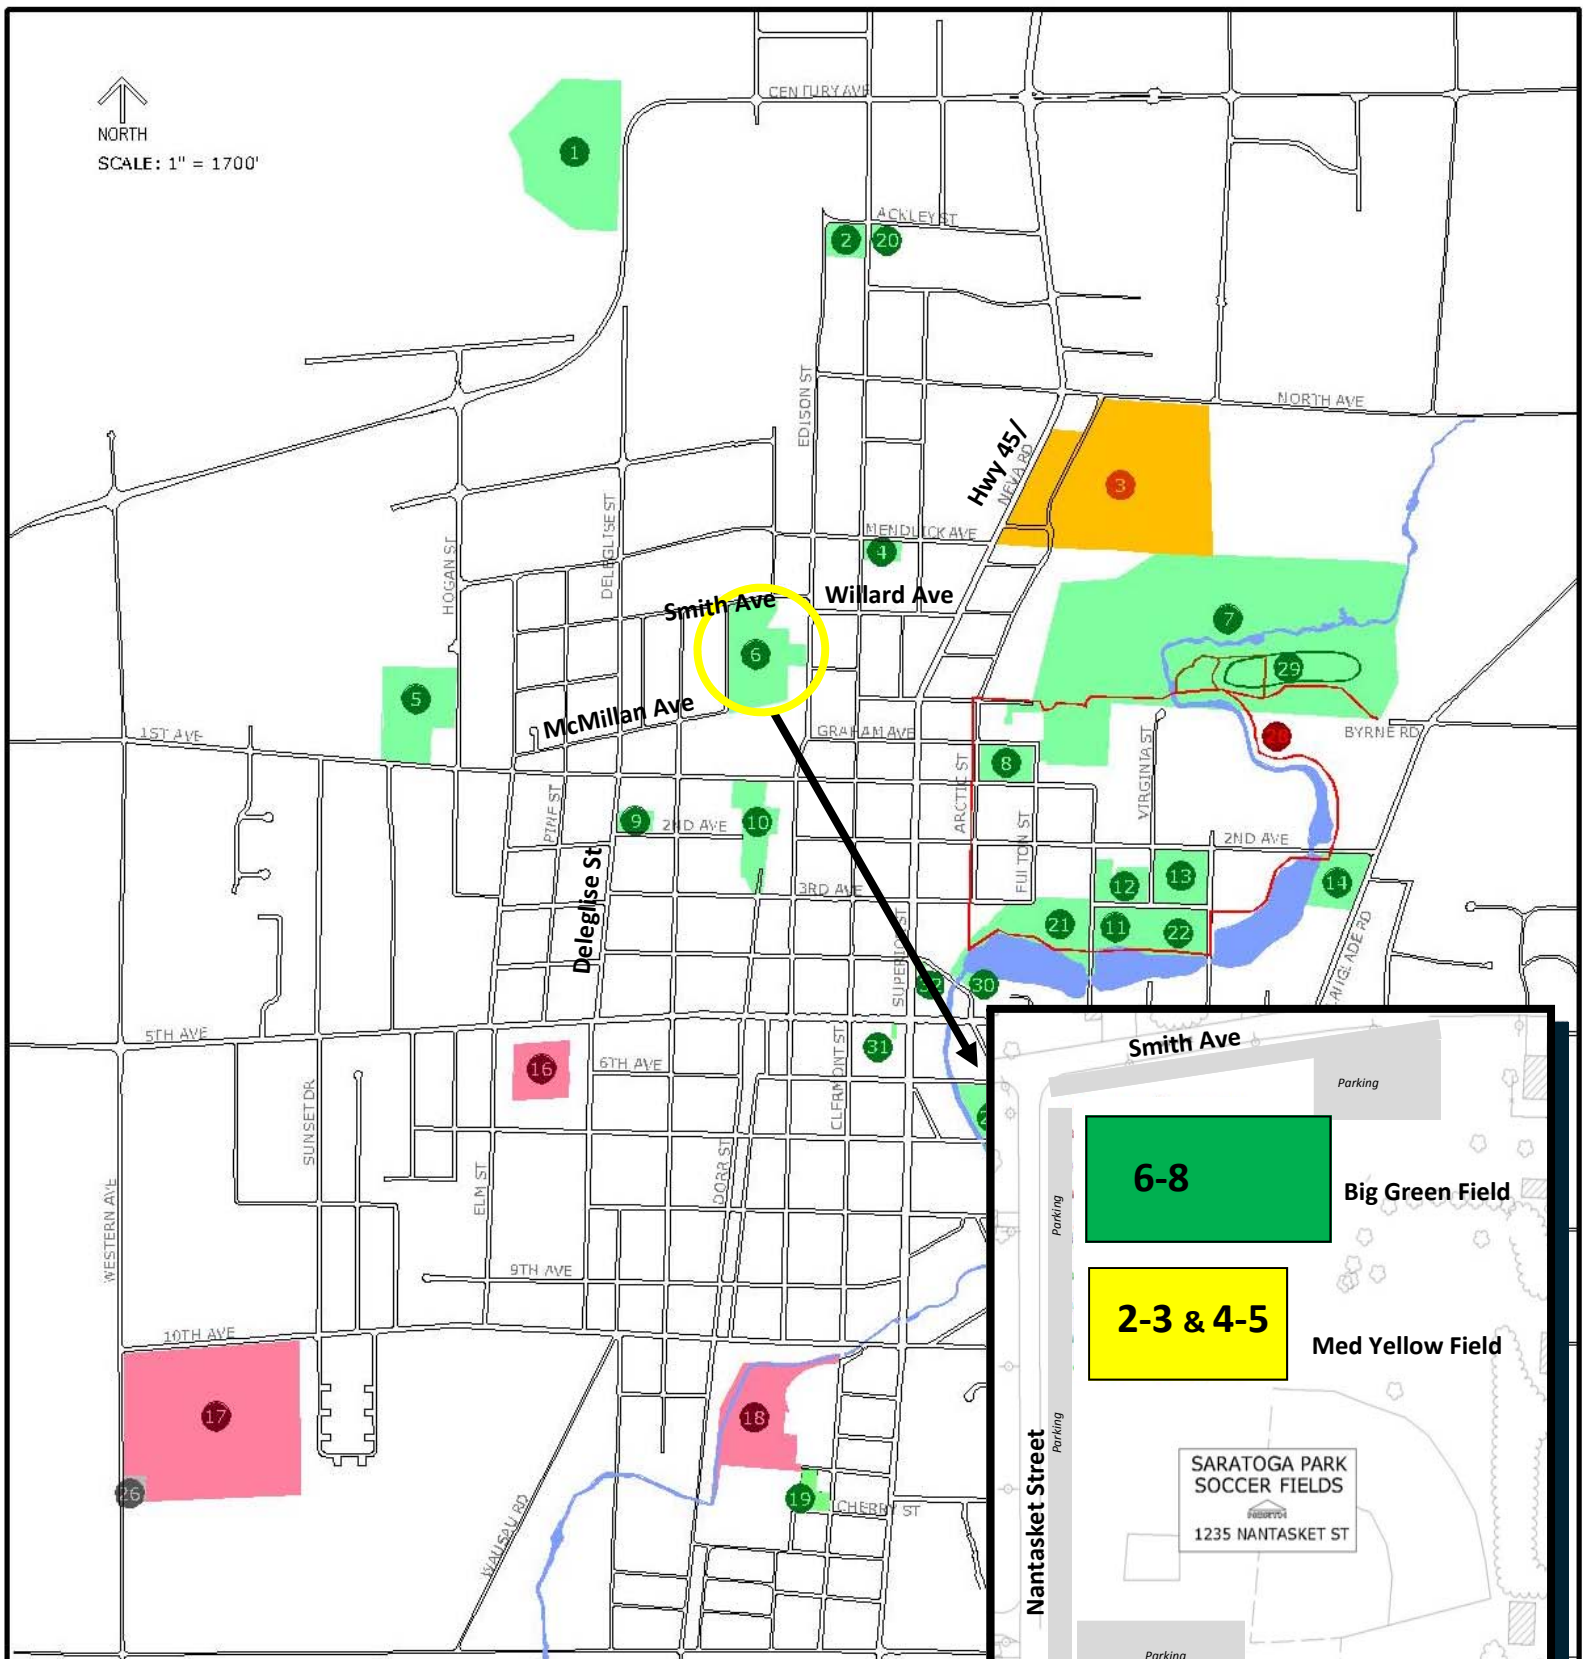 CENTURY AVE
NORTH
SCALE: 1" = 1700'
1
ACKLEY ST
2
20
EDISON ST
NORTH AVE
Hwy 45/
NEVA RD
3
DELEGLISE ST
MENDLICK AVE
4
HOGAN ST
Smith Ave
Willard Ave
6
7
29
5
McMillan Ave
1ST AVE
GRAHAM AVE
BYRNE RD
28
ARCTIC ST
8
VIRGINIA ST
PINE ST
9
2ND AVE
10
FULTON ST
2ND AVE
Deleglise St
3RD AVE
12
13
14
21
11
22
SUPERIOR ST
LANGLADE RD
32
30
5TH AVE
CLERMONT ST
31
16
6TH AVE
SUNSET DR
DORR ST
ELM ST
WESTERN AVE
9TH AVE
10TH AVE
17
18
26
19
CHERRY ST
WAUSAU RD
Smith Ave
Parking
6-8
Big Green Field
Parking
2-3 & 4-5
Med Yellow Field
Parking
Nantasket Street
SARATOGA PARK
SOCCER FIELDS
NORTH
1235 NANTASKET ST
Parking